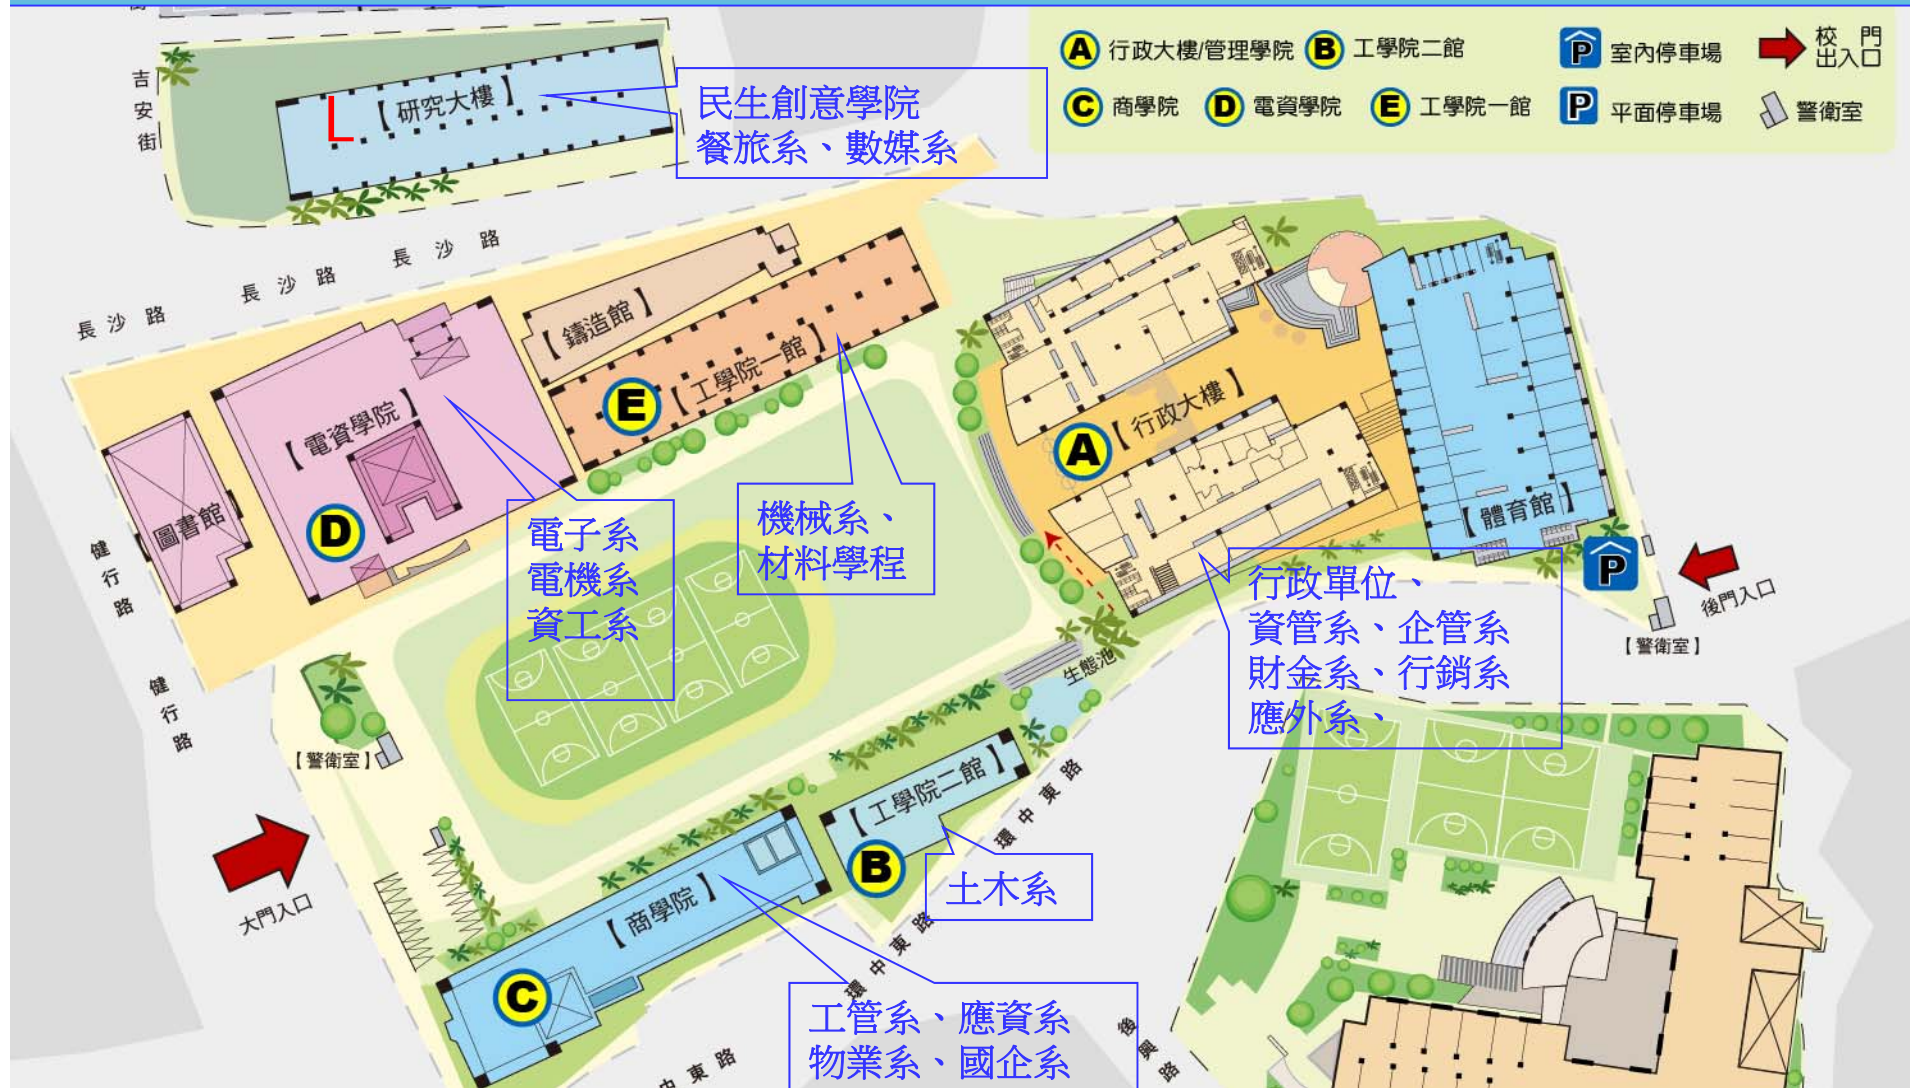 吉安街
【研究大樓】
L
民生創意學院
餐旅系、數媒系
A 行政大樓/管理學院
B 工學院二館
P 室內停車場
校門出入口
C 商學院
D 電資學院
E 工學院一館
P 平面停車場
警衛室
長沙路
長沙路
長沙路
【鑄造館】
【工學院一館】
E
【電資學院】
D
圖書館
健行路
健行路
電子系
電機系
資工系
機械系、
材料學程
【行政大樓】
A
【體育館】
P
後門入口
【警衛室】
行政單位、
資管系、企管系
財金系、行銷系
應外系、
生態池
【警衛室】
大門入口
【工學院二館】
B
土木系
環中東路
環中東路
【商學院】
C
工管系、應資系
物業系、國企系
中東路
後興路